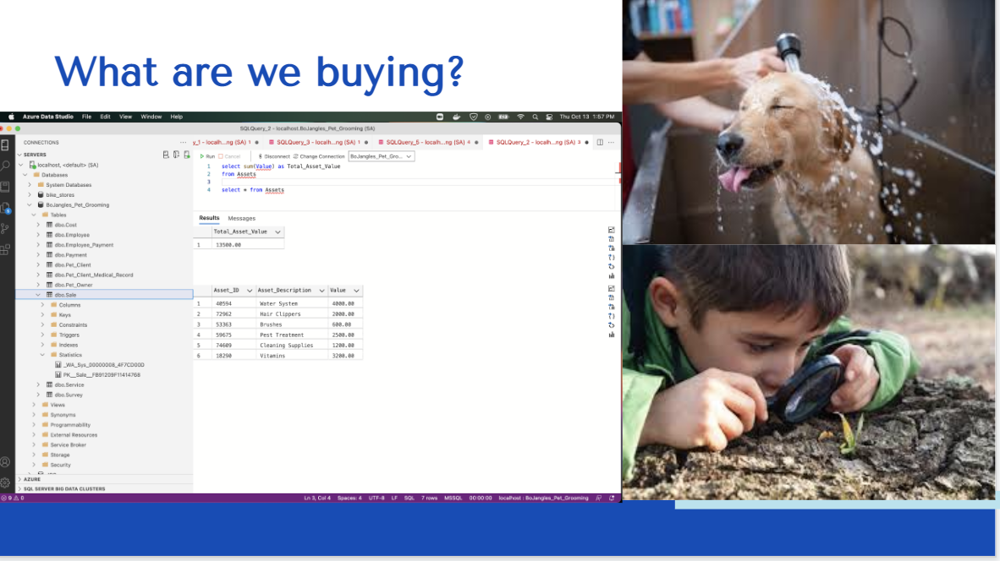 What are we buying?
Azure Data Studio File Edit View Window Help
Thu Oct 13 1:57 PM
SQLQuery_2 - localhost.BoJangles_Pet_Grooming (SA)
CONNECTIONS
y_1 - localh...ng (SA) 1
SQLQuery_3 - localh...ng (SA) 1
SQLQuery_5 - localh...ng (SA) 4
SQLQuery_2 - localh...ng (SA) 3
SERVERS
localhost, <default> (SA)
Databases
System Databases
bike_stores
BoJangles_Pet_Grooming
Tables
dbo.Cost
dbo.Employee
dbo.Employee_Payment
dbo.Payment
dbo.Pet_Client
dbo.Pet_Client_Medical_Record
dbo.Pet_Owner
dbo.Sale
Columns
Keys
Constraints
Triggers
Indexes
Statistics
dbo.Service
dbo.Survey
Views
Synonyms
Programmability
External Resources
Service Broker
Storage
Security
AZURE
SQL SERVER BIG DATA CLUSTERS
Run Cancel Disconnect Change Connection BoJangles_Pet_Gro...
1 select sum(Value) as Total_Asset_Value
2 from Assets
3
4 select * from Assets
Results Messages
Total_Asset_Value
1 13500.00
Asset_ID Asset_Description Value
1 40594 Water System 4000.00
2 72962 Hair Clippers 2000.00
3 53363 Brushes 600.00
4 59675 Pest Treatment 2500.00
5 74609 Cleaning Supplies 1200.00
6 18290 Vitamins 3200.00
9 0
Ln 3, Col 4 Spaces: 4 UTF-8 LF SQL 7 rows MSSQL 00:00:00 localhost : BoJangles_Pet_Grooming